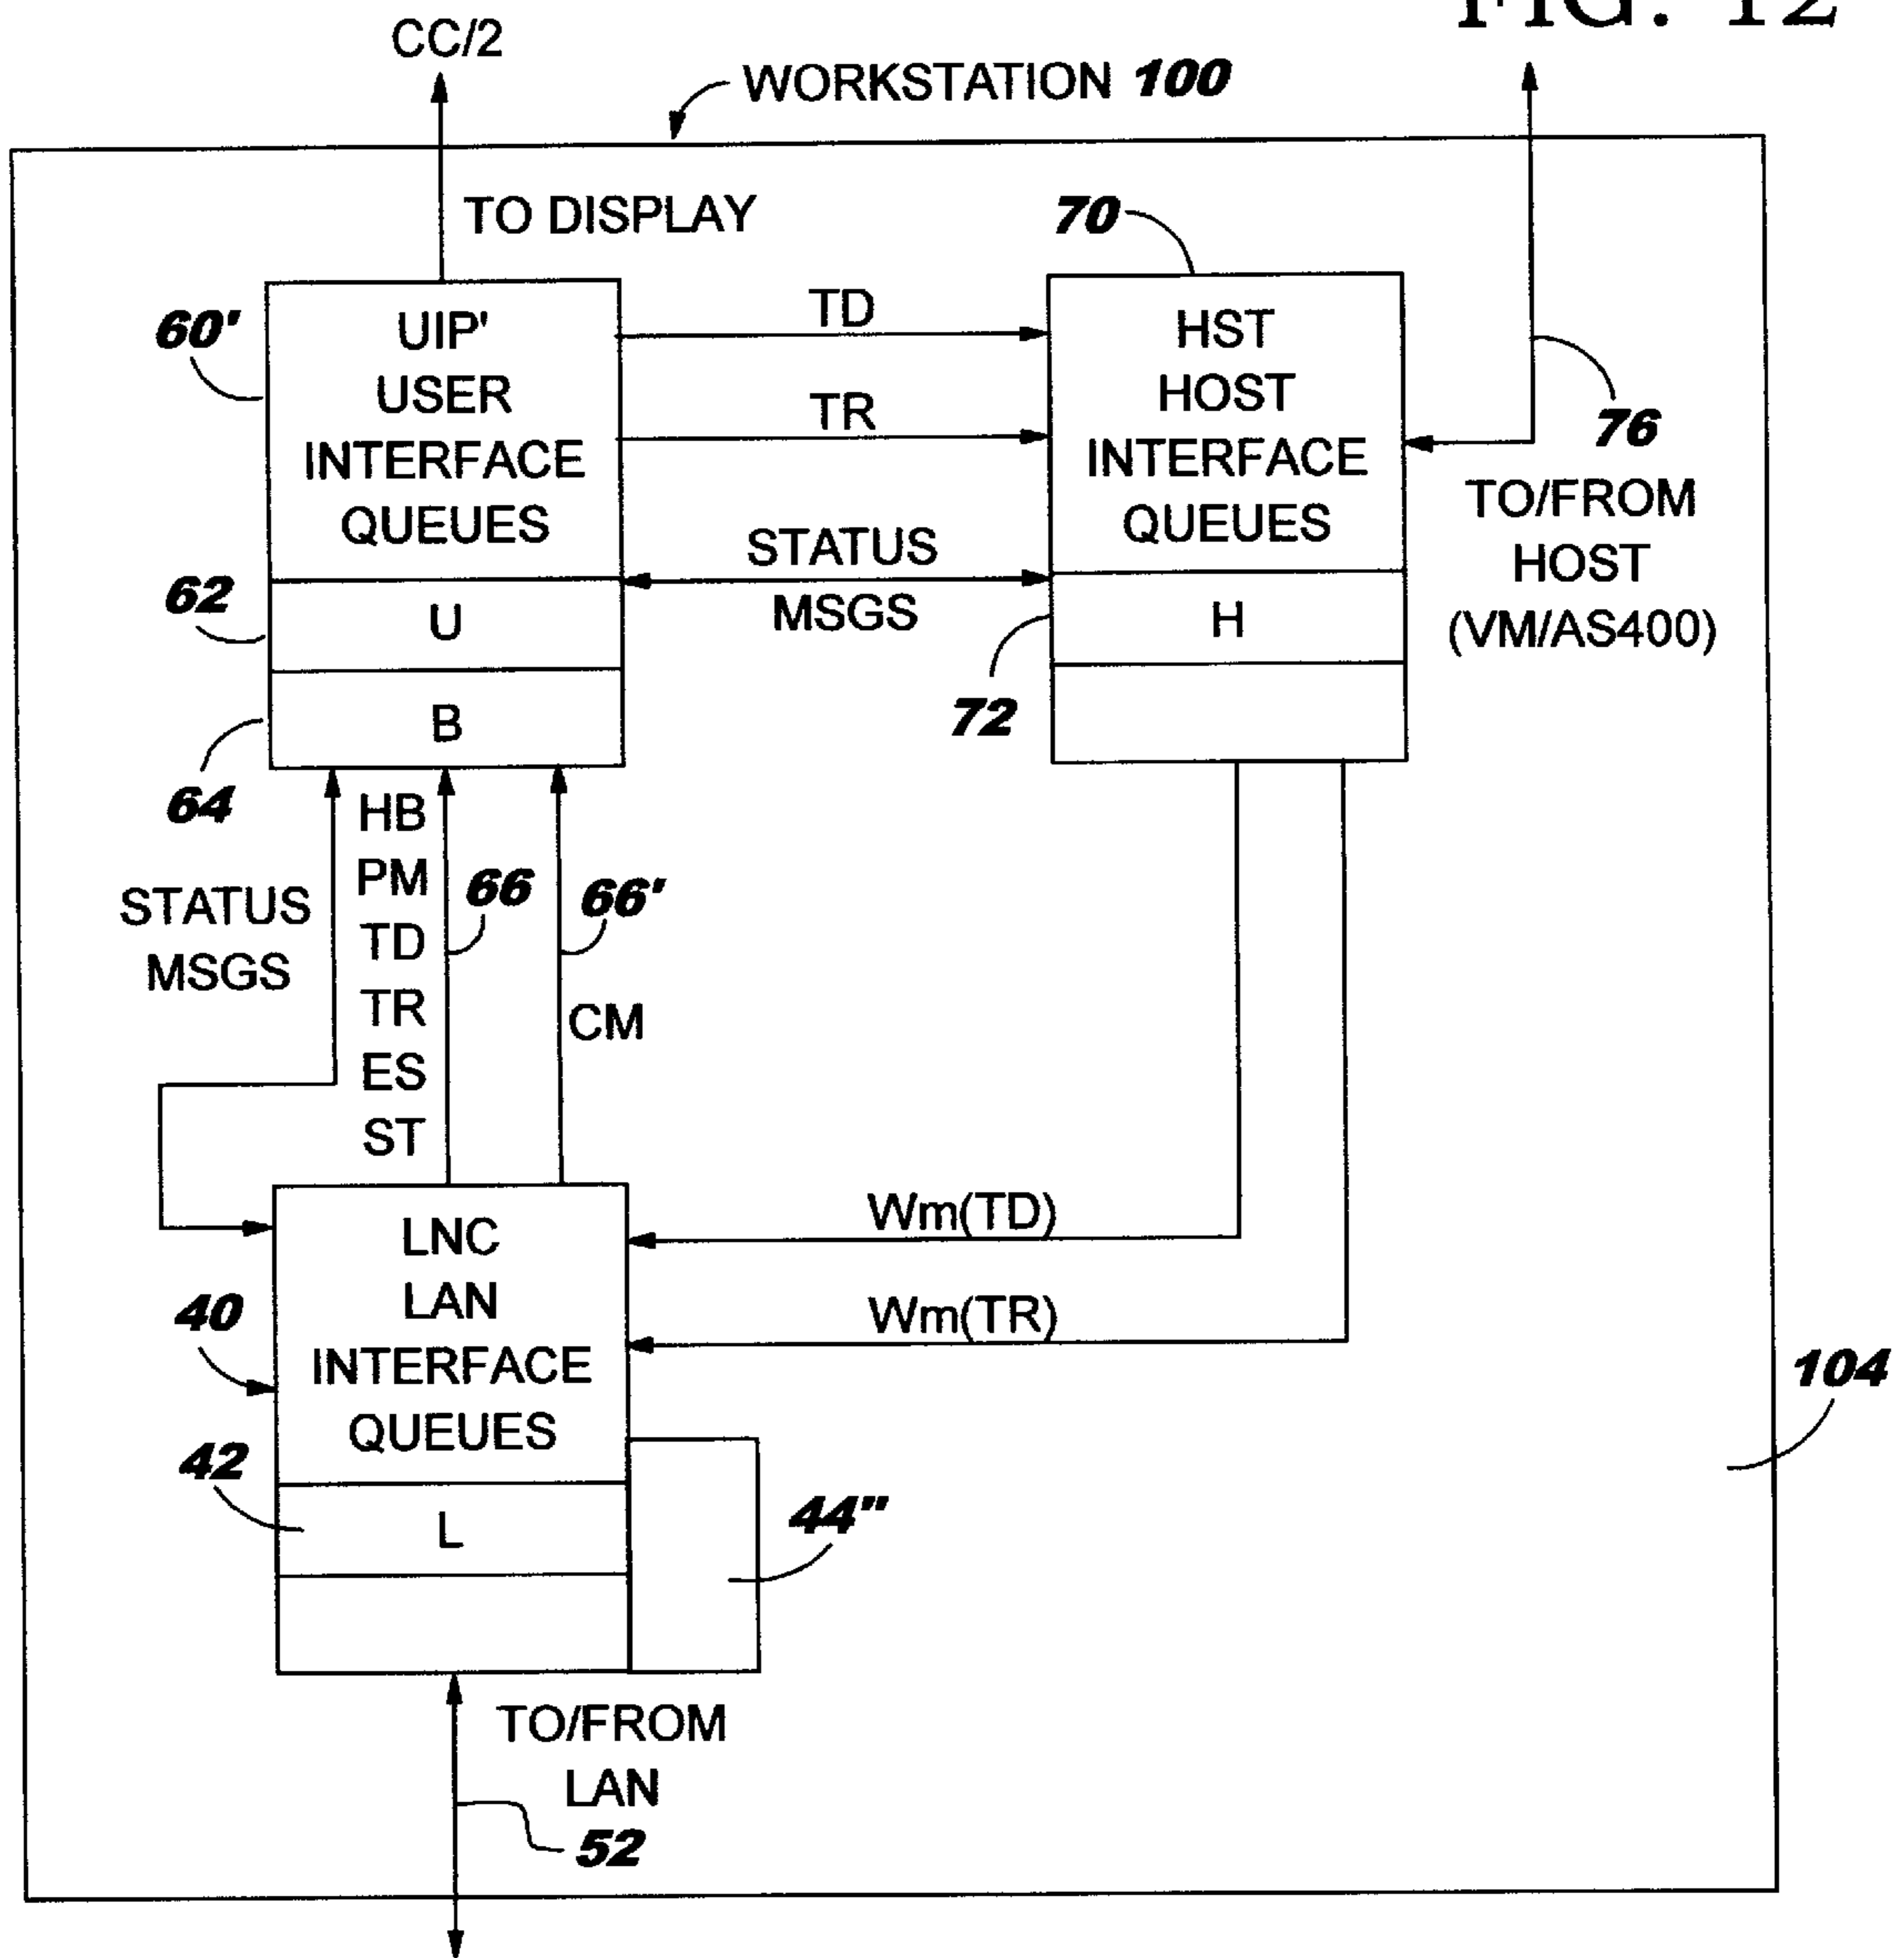 FIG. 12
CC/2
WORKSTATION 100
TO DISPLAY
70
60'
UIP'
USER
INTERFACE
QUEUES
TD
TR
HST
HOST
INTERFACE
QUEUES
76
TO/FROM
HOST
(VM/AS400)
STATUS
MSGS
62
U
H
72
64
B
STATUS
MSGS
HB
PM
TD
TR
ES
ST
66
66'
CM
Wm(TD)
Wm(TR)
40
LNC
LAN
INTERFACE
QUEUES
104
42
L
44"
TO/FROM
LAN
52